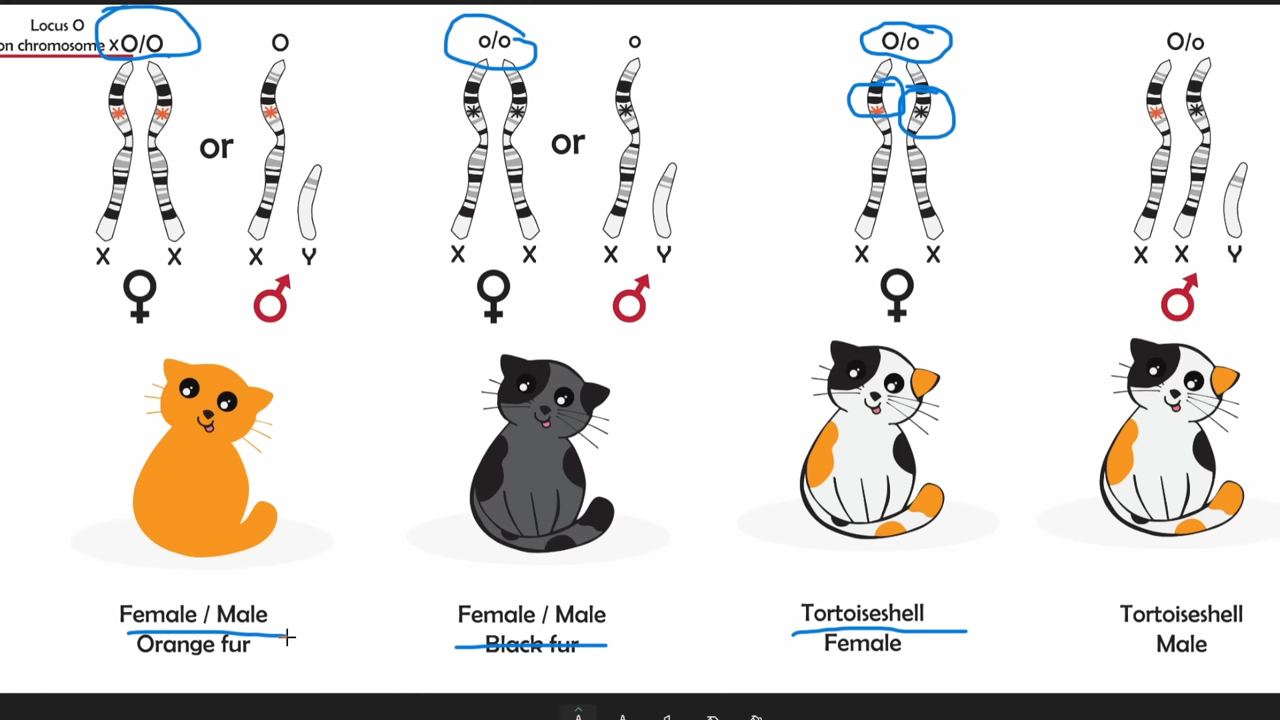 Locus O
on chromosome X
O/O
O
o/o
o
O/o
O/o
or
or
X
X
X
Y
X
X
X
Y
X
X
X
X
Y
Female / Male
Orange fur
Female / Male
Black fur
Tortoiseshell
Female
Tortoiseshell
Male